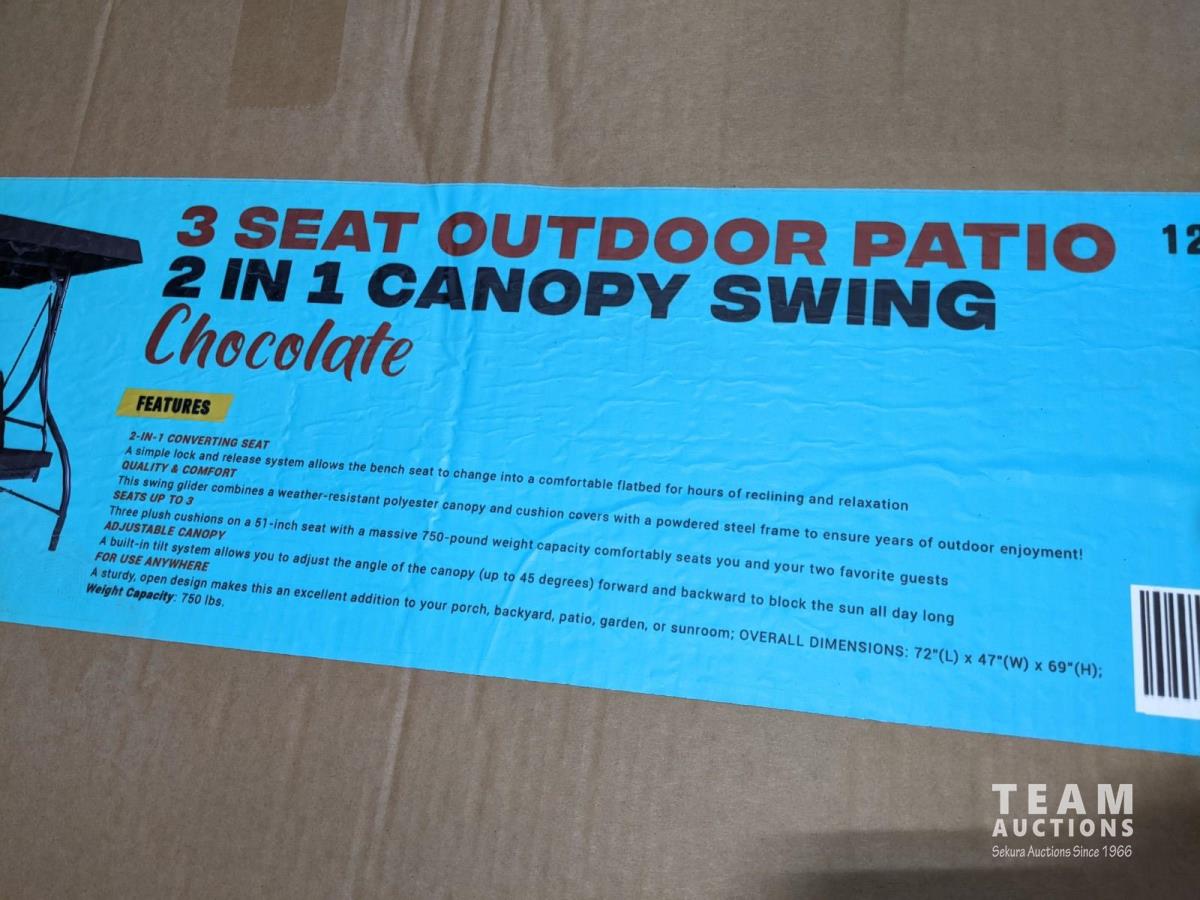 3 SEAT OUTDOOR PATIO
12
2 IN 1 CANOPY SWING
Chocolate
FEATURES
2-IN-1 CONVERTING SEAT
A simple lock and release system allows the bench seat to change into a comfortable flatbed for hours of reclining and relaxation
QUALITY & COMFORT
This swing glider combines a weather-resistant polyester canopy and cushion covers with a powdered steel frame to ensure years of outdoor enjoyment!
SEATS UP TO 3
Three plush cushions on a 51-inch seat with a massive 750-pound weight capacity comfortably seats you and your two favorite guests
ADJUSTABLE CANOPY
A built-in tilt system allows you to adjust the angle of the canopy (up to 45 degrees) forward and backward to block the sun all day long
FOR USE ANYWHERE
A sturdy, open design makes this an excellent addition to your porch, backyard, patio, garden, or sunroom; OVERALL DIMENSIONS: 72"(L) x 47"(W) x 69"(H);
Weight Capacity: 750 lbs.
TEAM
AUCTIONS
Sekura Auctions Since 1966